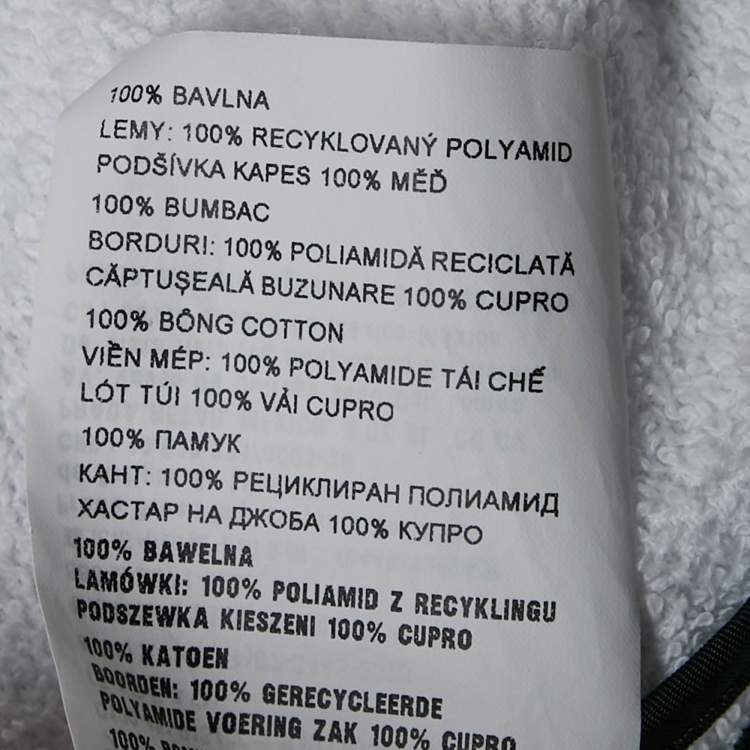 100% BAVLNA
LEMY: 100% RECYKLOVANÝ POLYAMID
PODŠÍVKA KAPES 100% MĚĎ
100% BUMBAC
BORDURI: 100% POLIAMIDĂ RECICLATĂ
CĂPTUȘEALĂ BUZUNARE 100% CUPRO
100% BÔNG COTTON
VIỀN MÉP: 100% POLYAMIDE TÁI CHẾ
LÓT TÚI 100% VẢI CUPRO
100% ПАМУК
КАНТ: 100% РЕЦИКЛИРАН ПОЛИАМИД
ХАСТАР НА ДЖОБА 100% КУПРО
100% BAWELNA
LAMÓWKI: 100% POLIAMID Z RECYKLINGU
PODSZEWKA KIESZENI 100% CUPRO
100% KATOEN
BOORDEN: 100% GERECYCLEERDE
POLYAMIDE VOERING ZAK 100% CUPRO
100%